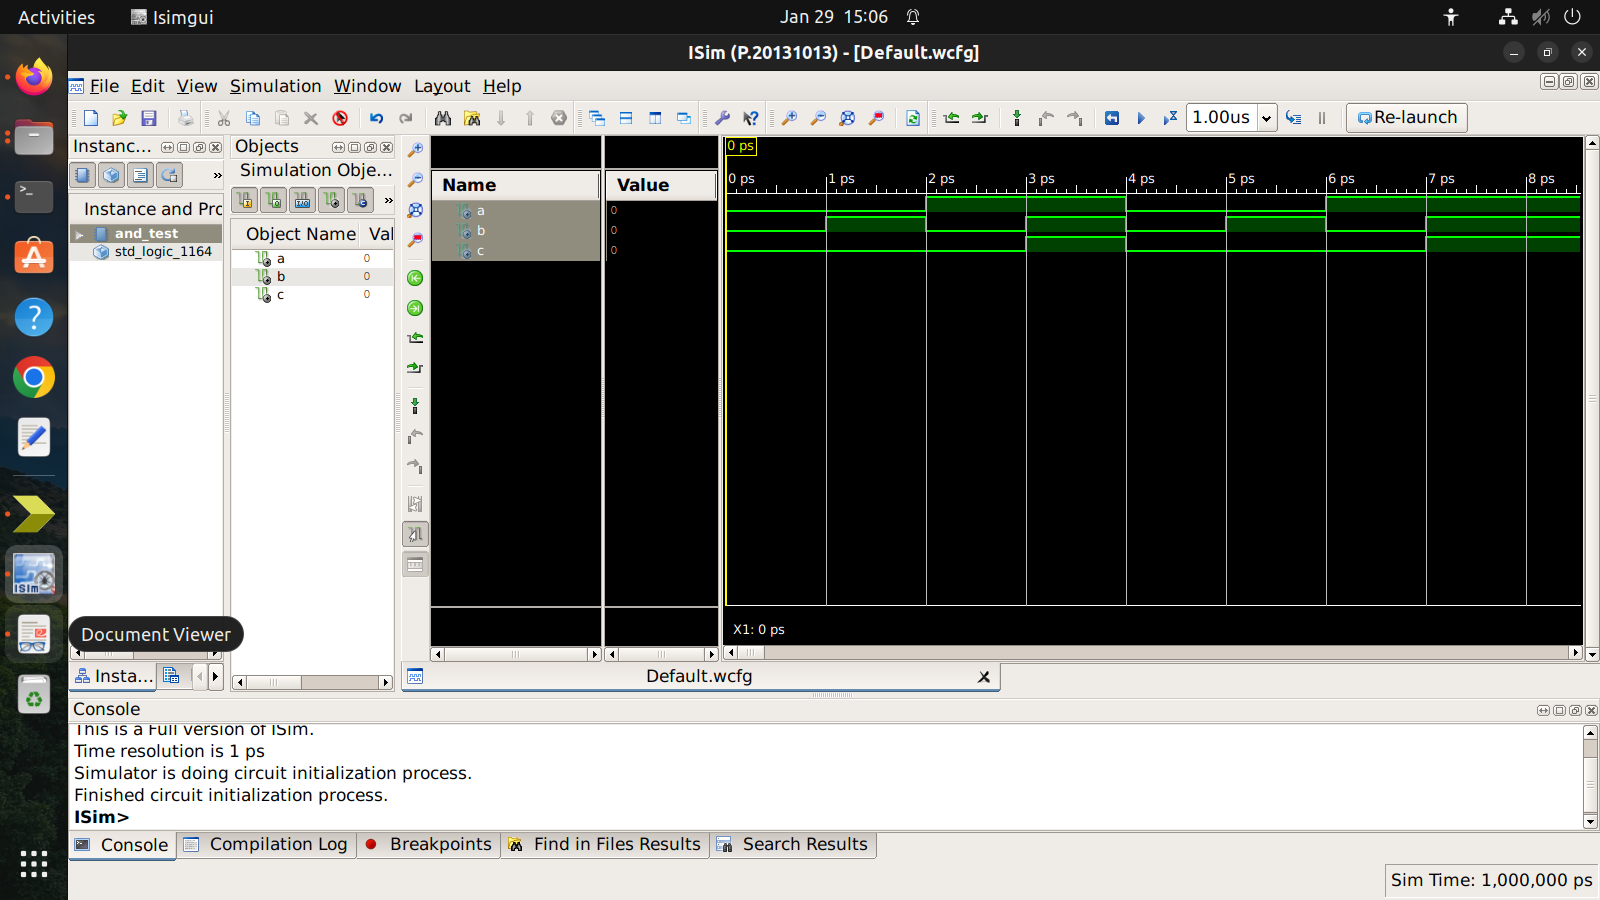 Activities
Isimgui
Jan 29 15:06
ISim (P.20131013) - [Default.wcfg]
File Edit View Simulation Window Layout Help
1.00us
Re-launch
Instanc...
Objects
Simulation Obje...
»
»
Instance and Prc
and_test
std_logic_1164
Object Name Val
a 0
b 0
c 0
Name Value
a 0
b 0
c 0
0 ps
0 ps 1 ps 2 ps 3 ps 4 ps 5 ps 6 ps 7 ps 8 ps
X1: 0 ps
>_
?
ISim
Document Viewer
Insta...
Default.wcfg
Console
This is a Full version of ISim.
Time resolution is 1 ps
Simulator is doing circuit initialization process.
Finished circuit initialization process.
ISim>
Console Compilation Log Breakpoints Find in Files Results Search Results
Sim Time: 1,000,000 ps